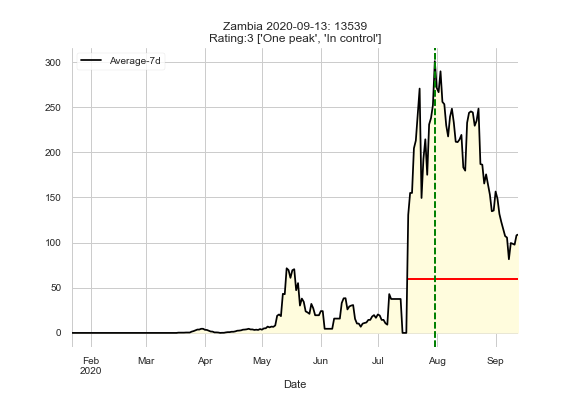 Zambia 2020-09-13: 13539
Rating:3 ['One peak', 'In control']
Average-7d
300
250
200
150
100
50
0
Feb Mar Apr May Jun Jul Aug Sep
2020
Date